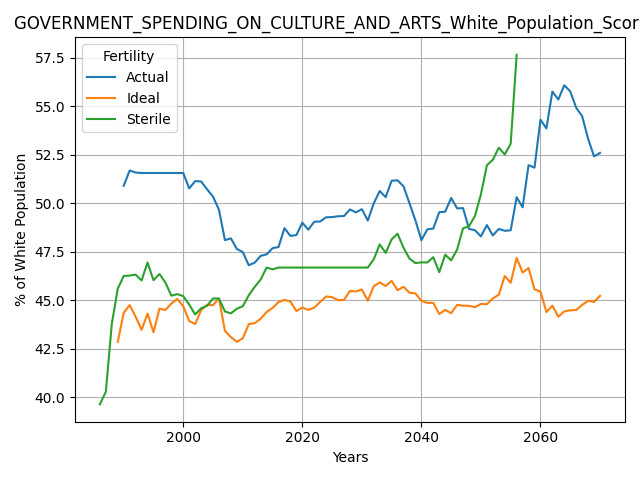 GOVERNMENT_SPENDING_ON_CULTURE_AND_ARTS_White_Population_Scor
Fertility
Actual
Ideal
Sterile
57.5
55.0
52.5
50.0
47.5
45.0
42.5
40.0
% of White Population
2000
2020
2040
2060
Years